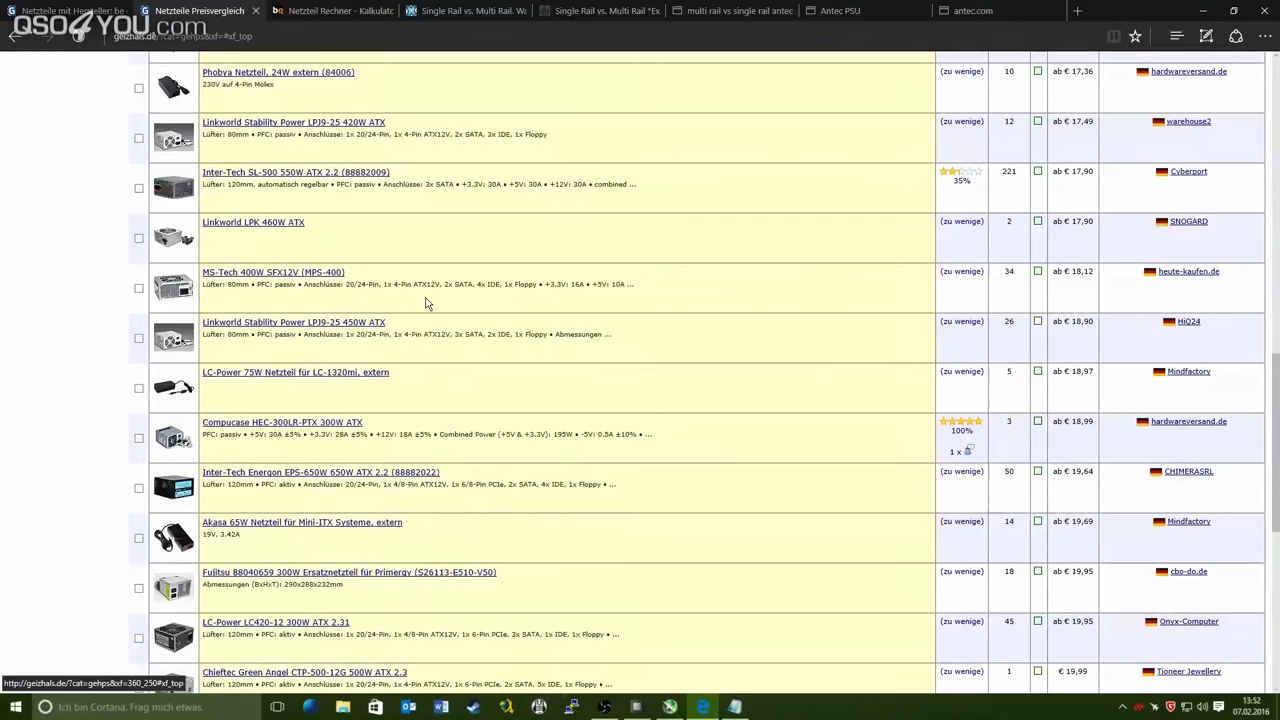 Netzteile mit Hersteller: be
Netzteile Preisvergleich
Netzteil Rechner - Kalkulat
Single Rail vs. Multi Rail. Wa
Single Rail vs. Multi Rail "Ex
multi rail vs single rail antec
Antec PSU
antec.com
QSO4YOU.com
geizhals.de/?cat=gehps&xf=#xf_top
Phobya Netzteil, 24W extern (84006)
230V auf 4-Pin Molex
(zu wenige) 10 ab € 17,36 hardwareversand.de
Linkworld Stability Power LPJ9-25 420W ATX
Lüfter: 80mm • PFC: passiv • Anschlüsse: 1x 20/24-Pin, 1x 4-Pin ATX12V, 2x SATA, 3x IDE, 1x Floppy
(zu wenige) 12 ab € 17,49 warehouse2
Inter-Tech SL-500 550W ATX 2.2 (88882009)
Lüfter: 120mm, automatisch regelbar • PFC: passiv • Anschlüsse: 3x SATA • +3.3V: 30A • +5V: 30A • +12V: 30A • combined ...
35% 221 ab € 17,90 Cyberport
Linkworld LPK 460W ATX
(zu wenige) 2 ab € 17,90 SNOGARD
MS-Tech 400W SFX12V (MPS-400)
Lüfter: 80mm • PFC: passiv • Anschlüsse: 20/24-Pin, 1x 4-Pin ATX12V, 2x SATA, 4x IDE, 1x Floppy • +3.3V: 16A • +5V: 10A ...
(zu wenige) 34 ab € 18,12 heute-kaufen.de
Linkworld Stability Power LPJ9-25 450W ATX
Lüfter: 80mm • PFC: passiv • Anschlüsse: 1x 20/24-Pin, 1x 4-Pin ATX12V, 3x SATA, 2x IDE, 1x Floppy • Abmessungen ...
(zu wenige) 26 ab € 18,90 HiQ24
LC-Power 75W Netzteil für LC-1320mi, extern
(zu wenige) 5 ab € 18,97 Mindfactory
Compucase HEC-300LR-PTX 300W ATX
PFC: passiv • +5V: 30A ±5% • +3.3V: 28A ±5% • +12V: 18A ±5% • Combined Power (+5V & +3.3V): 195W • -5V: 0.5A ±10% • ...
100% 3 ab € 18,99 hardwareversand.de
1 x
Inter-Tech Energon EPS-650W 650W ATX 2.2 (88882022)
Lüfter: 120mm • PFC: aktiv • Anschlüsse: 20/24-Pin, 1x 4/8-Pin ATX12V, 1x 6/8-Pin PCIe, 2x SATA, 4x IDE, 1x Floppy • ...
(zu wenige) 50 ab € 19,64 CHIMERASRL
Akasa 65W Netzteil für Mini-ITX Systeme, extern
19V, 3.42A
(zu wenige) 14 ab € 19,69 Mindfactory
Fujitsu 88040659 300W Ersatznetzteil für Primergy (S26113-E510-V50)
Abmessungen (BxHxT): 290x288x232mm
(zu wenige) 18 ab € 19,95 cbo-do.de
LC-Power LC420-12 300W ATX 2.31
Lüfter: 120mm • PFC: aktiv • Anschlüsse: 1x 20/24-Pin, 1x 4/8-Pin ATX12V, 1x 6-Pin PCIe, 3x SATA, 1x IDE, 1x Floppy • ...
(zu wenige) 45 ab € 19,95 Onyx-Computer
Chieftec Green Angel CTP-500-12G 500W ATX 2.3
Lüfter: 120mm • PFC: aktiv • Anschlüsse: 1x 20/24-Pin, 1x 4-Pin ATX12V, 1x 6-Pin PCIe, 2x SATA, 5x IDE, 1x Floppy • ...
(zu wenige) 1 € 19,99 Tioneer Jewellery
http://geizhals.de/?cat=gehps&xf=360_250#xf_top
Ich bin Cortana. Frag mich etwas.
13:52
07.02.2016